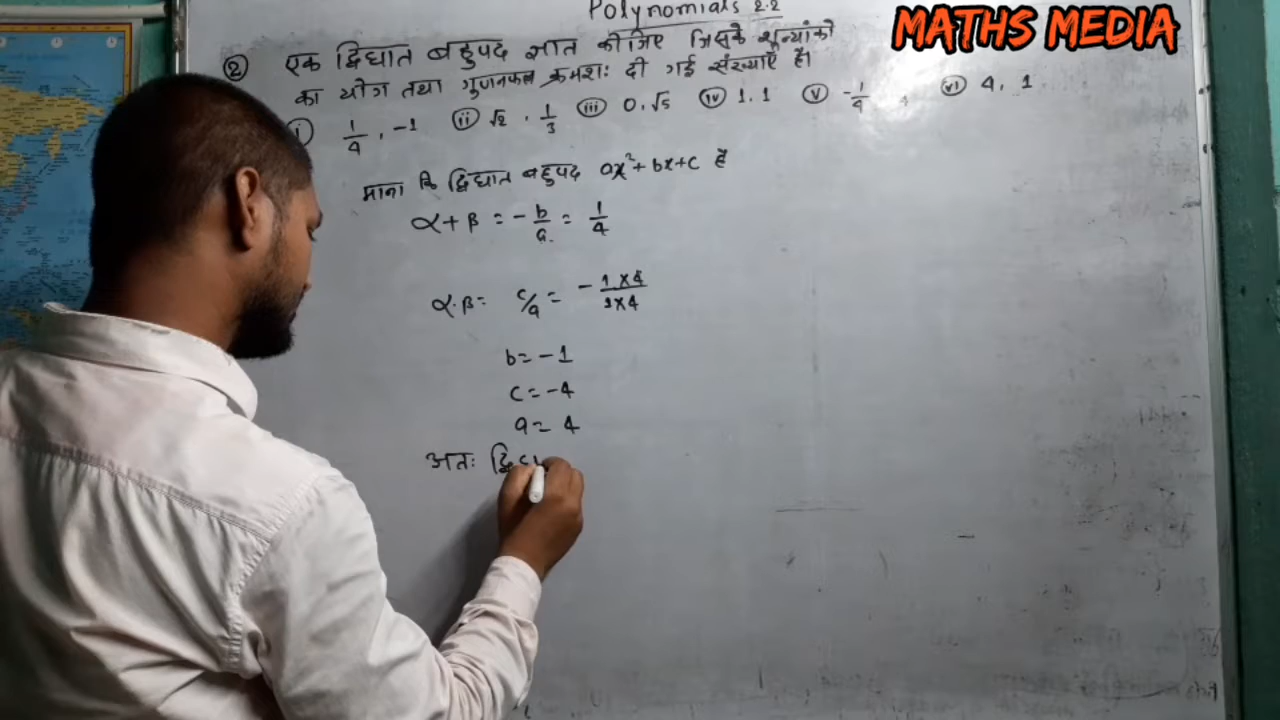 Polynomials 2.2
MATHS MEDIA
② एक द्विघात बहुपद ज्ञात कीजिए जिसके शून्यांको
का योग तथा गुणनफल क्रमशः दी गई संख्याएँ हैं।
ⓘ 1/4, -1 ⓘⓘ √2, 1/3 ⓘⓘⓘ 0, √5 ⓘⓥ 1, 1 ⓥ -1/4, ⓥⓘ 4, 1
माना कि द्विघात बहुपद ax²+bx+c है
α+β = -b/a = 1/4
α.β = c/a = -1×4/1×4
b = -1
c = -4
a = 4
अतः